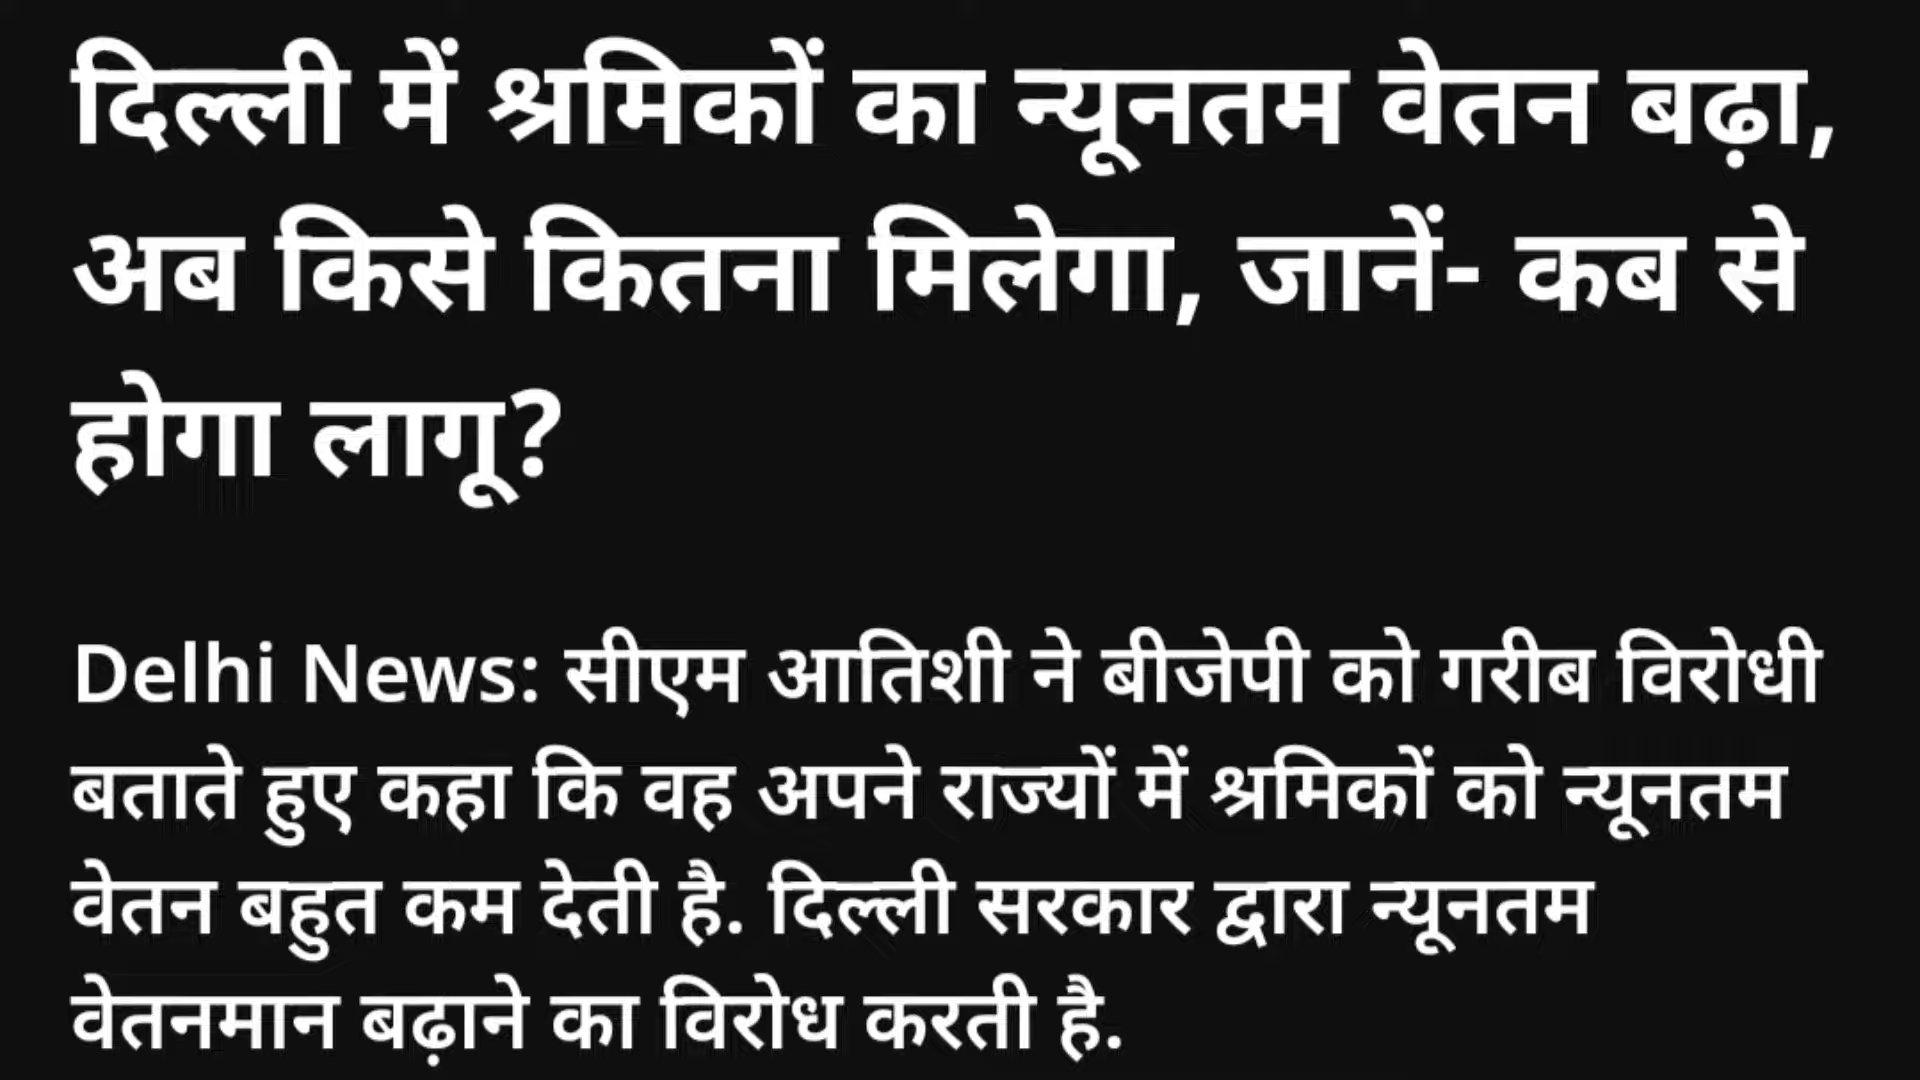 दिल्ली में श्रमिकों का न्यूनतम वेतन बढ़ा,
अब किसे कितना मिलेगा, जानें- कब से
होगा लागू?
Delhi News: सीएम आतिशी ने बीजेपी को गरीब विरोधी
बताते हुए कहा कि वह अपने राज्यों में श्रमिकों को न्यूनतम
वेतन बहुत कम देती है. दिल्ली सरकार द्वारा न्यूनतम
वेतनमान बढ़ाने का विरोध करती है.